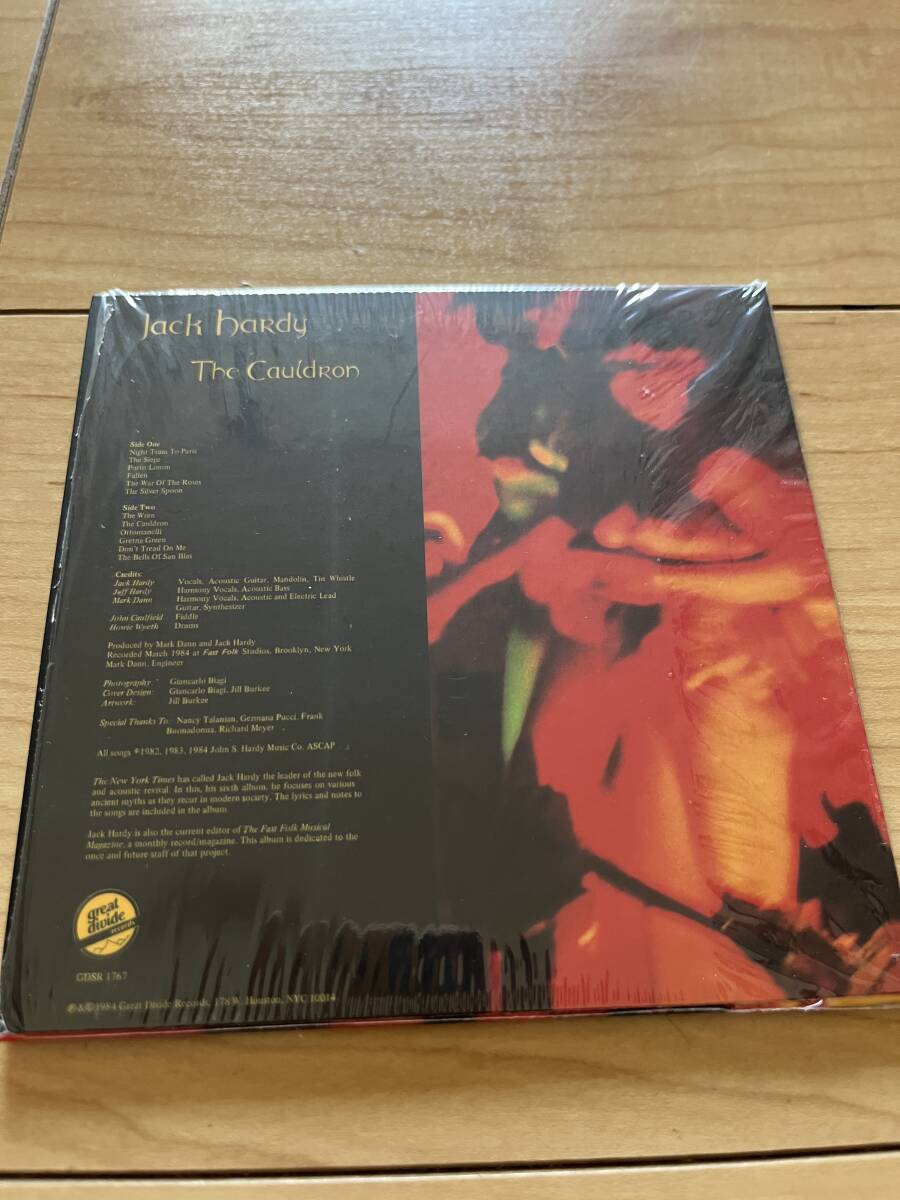 Jack Hardy
The Cauldron
Side One
Night Train To Paris
The Siege
Porto Limon
Fallen
The War Of The Roses
The Silver Spoon
Side Two
The Wren
The Cauldron
Ottomanelli
Gretna Green
Don't Tread on Me
The Bells Of San Blas
Credits:
Jack Hardy Vocals, Acoustic Guitar, Mandolin, Tin Whistle
Jeff Hardy Harmony Vocals, Acoustic Bass
Mark Dann Harmony Vocals, Acoustic and Electric Lead
Guitar, Synthesizer
John Caulfield Fiddle
Howie Wyeth Drums
Produced by Mark Dann and Jack Hardy
Recorded March 1984 at Fast Folk Studios, Brooklyn, New York
Mark Dann, Engineer
Photography: Giancarlo Biagi
Cover Design: Giancarlo Biagi, Jill Burkee
Artwork: Jill Burkee
Special Thanks To: Nancy Talanian, Germana Pucci, Frank
Buonadonna, Richard Meyer
All songs ©1982, 1983, 1984 John S. Hardy Music Co. ASCAP
The New York Times has called Jack Hardy the leader of the new folk
and acoustic revival. In this, his sixth album, he focuses on various
ancient myths as they recur in modern society. The lyrics and notes to
the songs are included in the album.
Jack Hardy is also the current editor of The Fast Folk Musical
Magazine, a monthly record/magazine. This album is dedicated to the
once and future staff of that project.
great
divide
records
GDSR 1767
℗&©1984 Great Divide Records, 178 W. Houston, NYC 10014